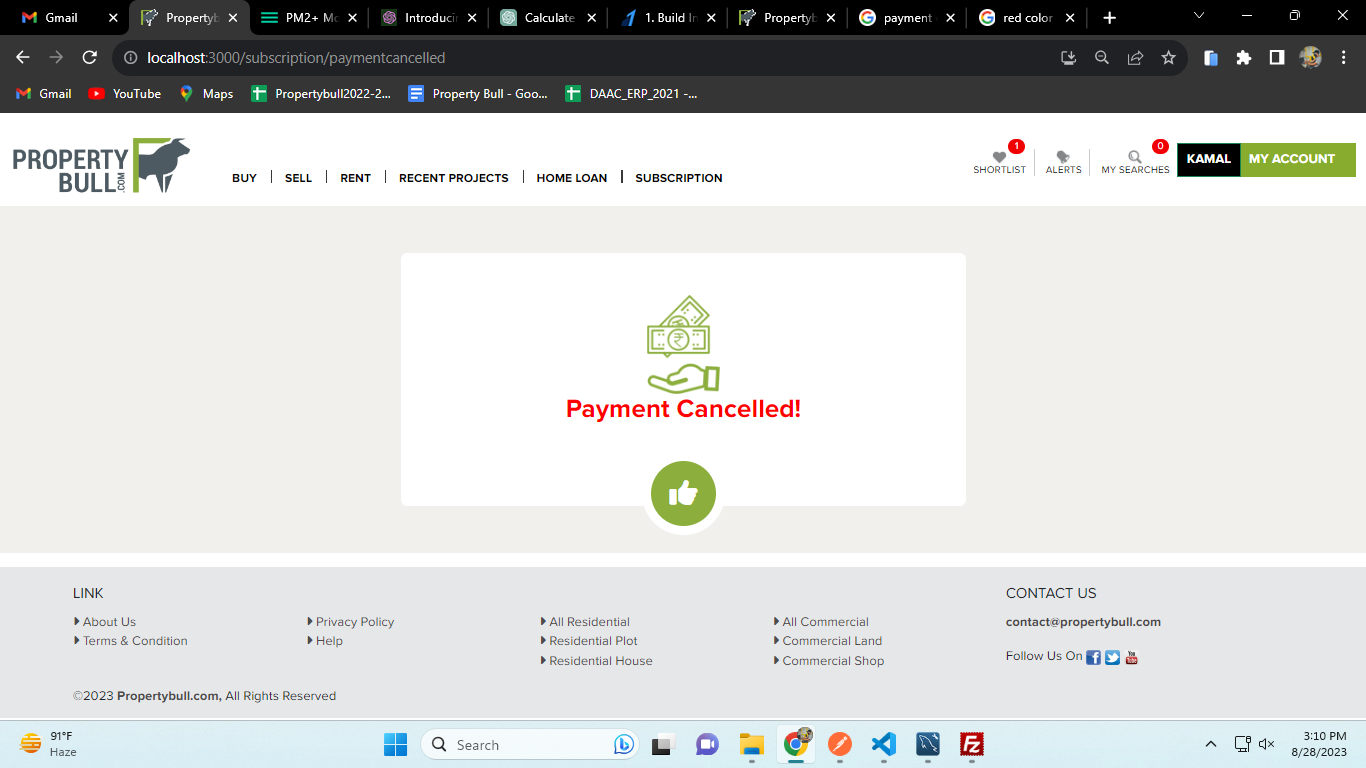 Gmail
Propertyb
PM2+ Mo
Introducin
Calculate
1. Build In
Propertyb
payment
red color
localhost:3000/subscription/paymentcancelled
Gmail
YouTube
Maps
Propertybull2022-2...
Property Bull - Goo...
DAAC_ERP_2021 -...
PROPERTY
BULL.COM
BUY
SELL
RENT
RECENT PROJECTS
HOME LOAN
SUBSCRIPTION
1
SHORTLIST
ALERTS
0
MY SEARCHES
KAMAL
MY ACCOUNT
Payment Cancelled!
LINK
About Us
Terms & Condition
Privacy Policy
Help
All Residential
Residential Plot
Residential House
All Commercial
Commercial Land
Commercial Shop
CONTACT US
contact@propertybull.com
Follow Us On
You
Tube
©2023 Propertybull.com, All Rights Reserved
91°F
Haze
Search
3:10 PM
8/28/2023